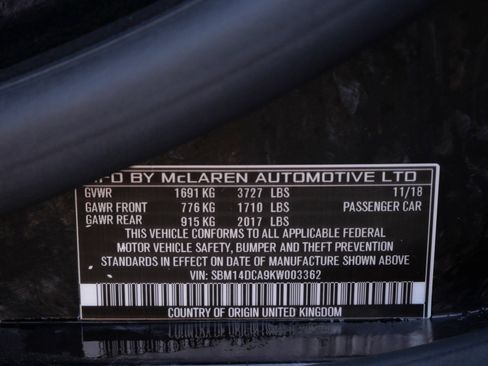 MFD BY McLAREN AUTOMOTIVE LTD
GVWR 1691 KG 3727 LBS 11/18
GAWR FRONT 776 KG 1710 LBS PASSENGER CAR
GAWR REAR 915 KG 2017 LBS
THIS VEHICLE CONFORMS TO ALL APPLICABLE FEDERAL
MOTOR VEHICLE SAFETY, BUMPER AND THEFT PREVENTION
STANDARDS IN EFFECT ON DATE OF MANUFACTURE SHOWN ABOVE
VIN: SBM14DCA9KW003362
COUNTRY OF ORIGIN UNITED KINGDOM